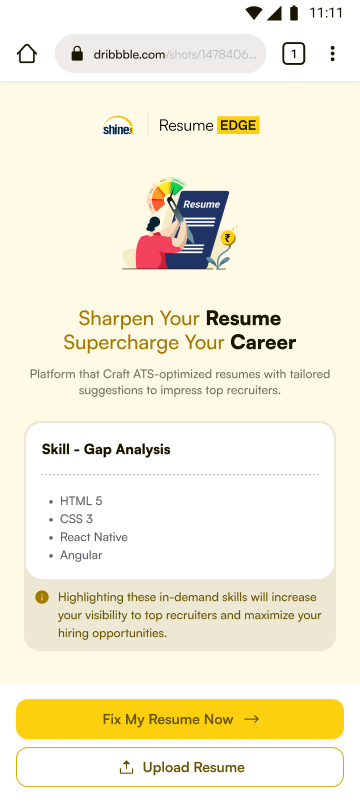 11:11
dribbble.com/shots/1478406...
1
shine.
Resume EDGE
Resume
₹
Sharpen Your Resume
Supercharge Your Career
Platform that Craft ATS-optimized resumes with tailored
suggestions to impress top recruiters.
Skill - Gap Analysis
• HTML 5
• CSS 3
• React Native
• Angular
Highlighting these in-demand skills will increase
your visibility to top recruiters and maximize your
hiring opportunities.
Fix My Resume Now →
Upload Resume